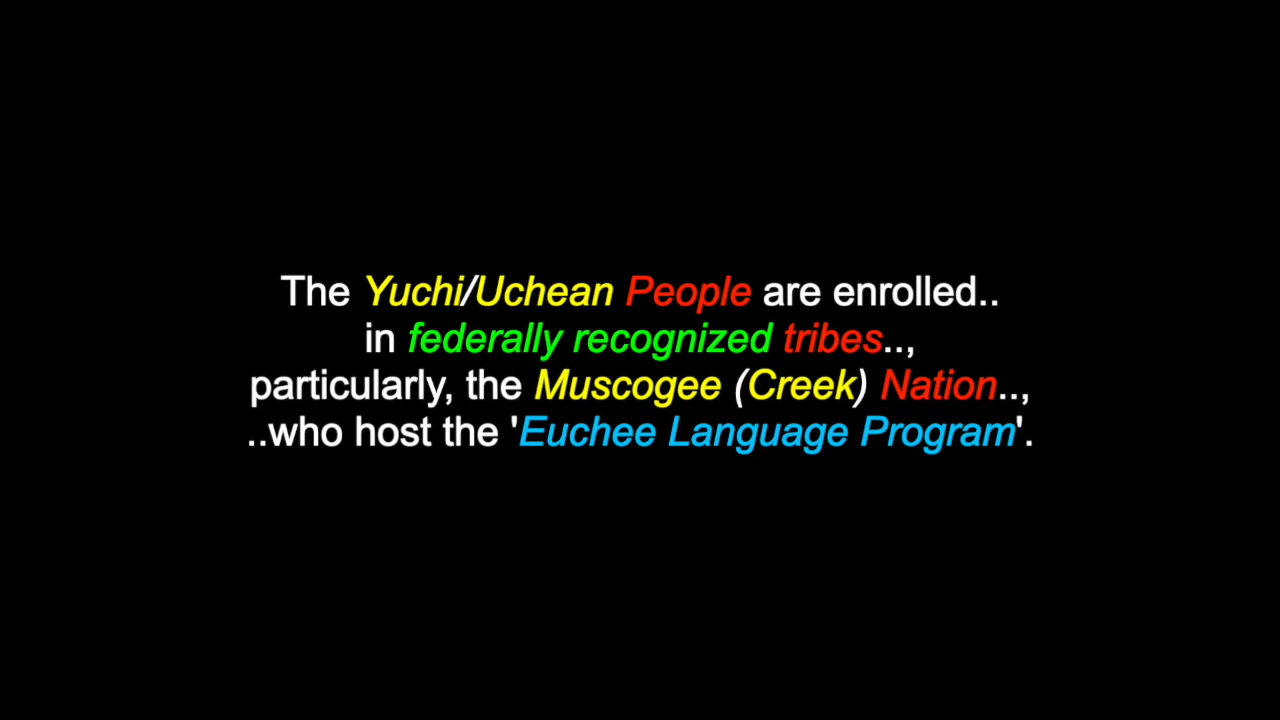 The Yuchi/Uchean People are enrolled..
in federally recognized tribes..,
particularly, the Muscogee (Creek) Nation..,
..who host the 'Euchee Language Program'.